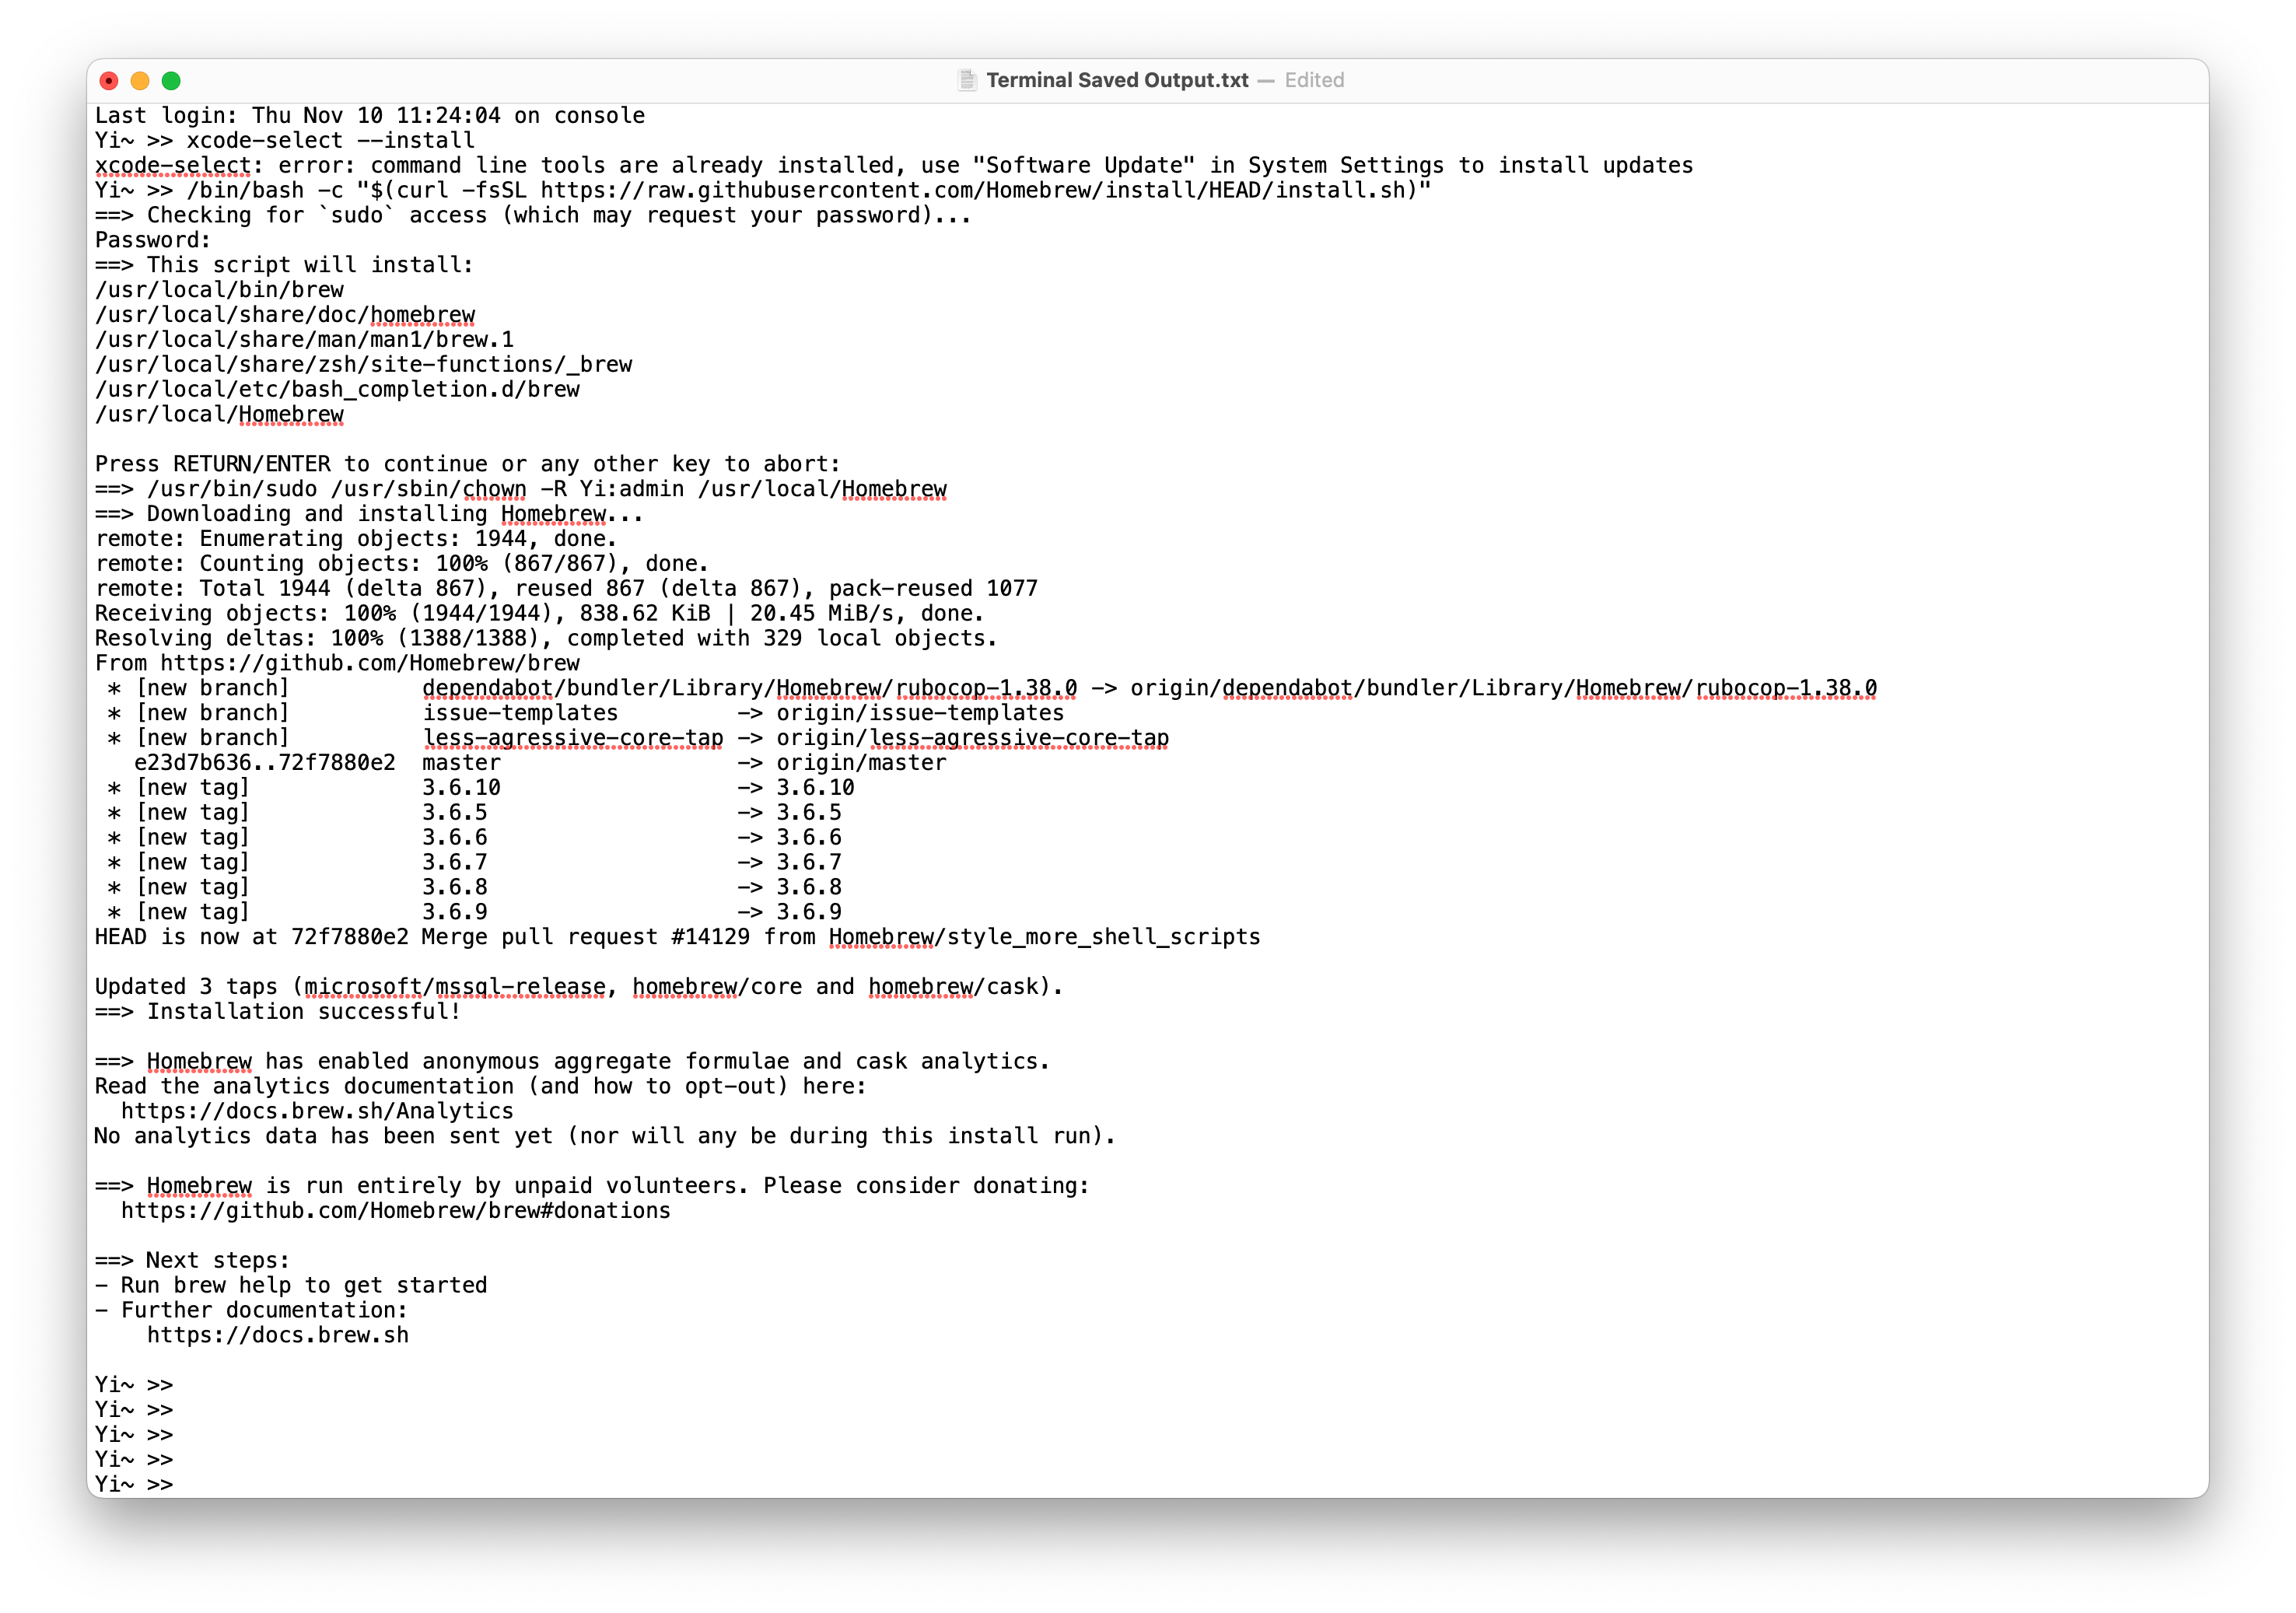 Terminal Saved Output.txt — Edited
Last login: Thu Nov 10 11:24:04 on console
Yi~ >> xcode-select --install
xcode-select: error: command line tools are already installed, use "Software Update" in System Settings to install updates
Yi~ >> /bin/bash -c "$(curl -fsSL https://raw.githubusercontent.com/Homebrew/install/HEAD/install.sh)"
==> Checking for `sudo` access (which may request your password)...
Password:
==> This script will install:
/usr/local/bin/brew
/usr/local/share/doc/homebrew
/usr/local/share/man/man1/brew.1
/usr/local/share/zsh/site-functions/_brew
/usr/local/etc/bash_completion.d/brew
/usr/local/Homebrew

Press RETURN/ENTER to continue or any other key to abort:
==> /usr/bin/sudo /usr/sbin/chown -R Yi:admin /usr/local/Homebrew
==> Downloading and installing Homebrew...
remote: Enumerating objects: 1944, done.
remote: Counting objects: 100% (867/867), done.
remote: Total 1944 (delta 867), reused 867 (delta 867), pack-reused 1077
Receiving objects: 100% (1944/1944), 838.62 KiB | 20.45 MiB/s, done.
Resolving deltas: 100% (1388/1388), completed with 329 local objects.
From https://github.com/Homebrew/brew
 * [new branch]          dependabot/bundler/Library/Homebrew/rubocop-1.38.0 -> origin/dependabot/bundler/Library/Homebrew/rubocop-1.38.0
 * [new branch]          issue-templates         -> origin/issue-templates
 * [new branch]          less-agressive-core-tap -> origin/less-agressive-core-tap
   e23d7b636..72f7880e2  master                  -> origin/master
 * [new tag]             3.6.10                  -> 3.6.10
 * [new tag]             3.6.5                   -> 3.6.5
 * [new tag]             3.6.6                   -> 3.6.6
 * [new tag]             3.6.7                   -> 3.6.7
 * [new tag]             3.6.8                   -> 3.6.8
 * [new tag]             3.6.9                   -> 3.6.9
HEAD is now at 72f7880e2 Merge pull request #14129 from Homebrew/style_more_shell_scripts

Updated 3 taps (microsoft/mssql-release, homebrew/core and homebrew/cask).
==> Installation successful!

==> Homebrew has enabled anonymous aggregate formulae and cask analytics.
Read the analytics documentation (and how to opt-out) here:
  https://docs.brew.sh/Analytics
No analytics data has been sent yet (nor will any be during this install run).

==> Homebrew is run entirely by unpaid volunteers. Please consider donating:
  https://github.com/Homebrew/brew#donations

==> Next steps:
- Run brew help to get started
- Further documentation:
    https://docs.brew.sh

Yi~ >>
Yi~ >>
Yi~ >>
Yi~ >>
Yi~ >>